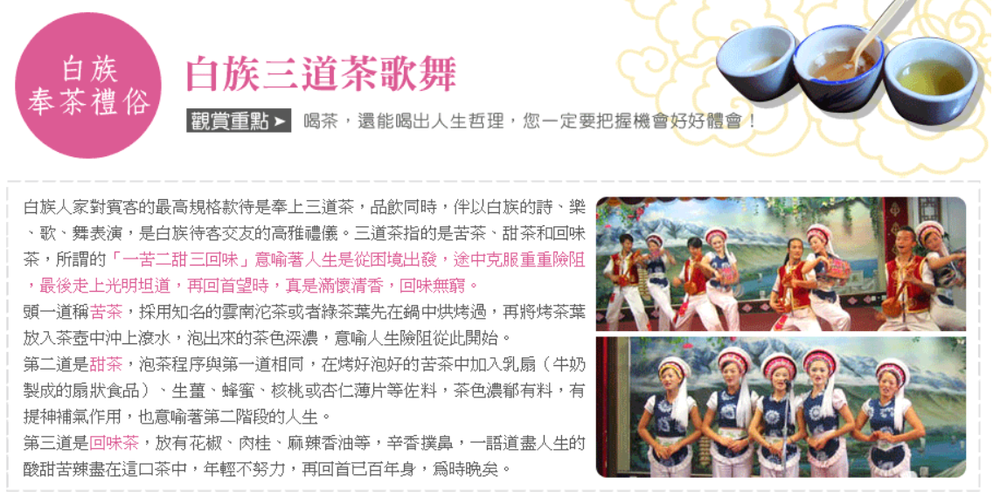 白族
奉茶禮俗
白族三道茶歌舞
觀賞重點➤ 喝茶，還能喝出人生哲理，您一定要把握機會好好體會！
白族人家對賓客的最高規格款待是奉上三道茶，品飲同時，伴以白族的詩、樂
、歌、舞表演，是白族待客交友的高雅禮儀。三道茶指的是苦茶、甜茶和回味
茶，所謂的「一苦二甜三回味」意喻著人生是從困境出發，途中克服重重險阻
，最後走上光明坦道，再回首望時，真是滿懷清香，回味無窮。
頭一道稱苦茶，採用知名的雲南沱茶或者綠茶葉先在鍋中烘烤過，再將烤茶葉
放入茶壺中沖上滾水，泡出來的茶色深濃，意喻人生險阻從此開始。
第二道是甜茶，泡茶程序與第一道相同，在烤好泡好的苦茶中加入乳扇（牛奶
製成的扇狀食品）、生薑、蜂蜜、核桃或杏仁薄片等佐料，茶色濃郁有料，有
提神補氣作用，也意喻著第二階段的人生。
第三道是回味茶，放有花椒、肉桂、麻辣香油等，辛香撲鼻，一語道盡人生的
酸甜苦辣盡在這口茶中，年輕不努力，再回首已百年身，為時晚矣。